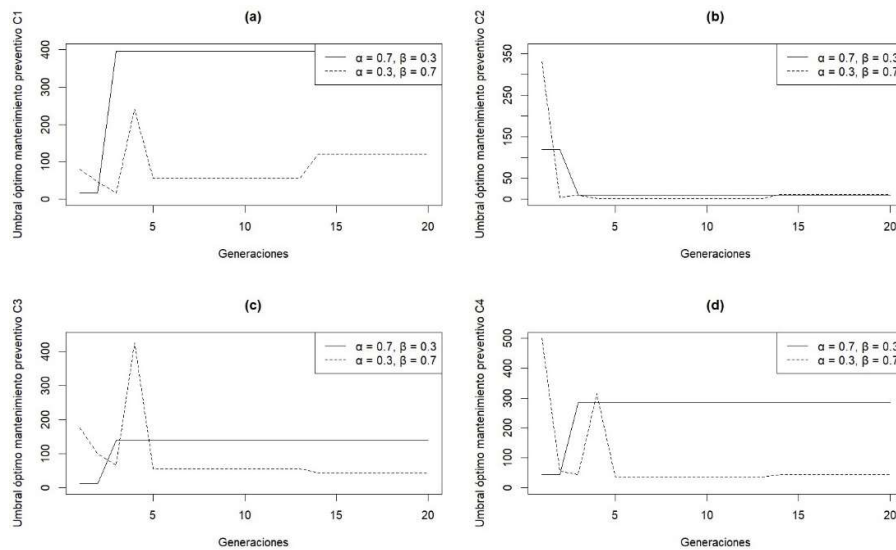 (a)
Umbral óptimo mantenimiento preventivo C1
400
300
200
100
0
α = 0.7, β = 0.3
α = 0.3, β = 0.7
5
10
15
20
Generaciones
(b)
Umbral óptimo mantenimiento preventivo C2
350
250
150
50
0
α = 0.7, β = 0.3
α = 0.3, β = 0.7
5
10
15
20
Generaciones
(c)
Umbral óptimo mantenimiento preventivo C3
400
300
200
100
0
α = 0.7, β = 0.3
α = 0.3, β = 0.7
5
10
15
20
Generaciones
(d)
Umbral óptimo mantenimiento preventivo C4
500
400
300
200
100
0
α = 0.7, β = 0.3
α = 0.3, β = 0.7
5
10
15
20
Generaciones